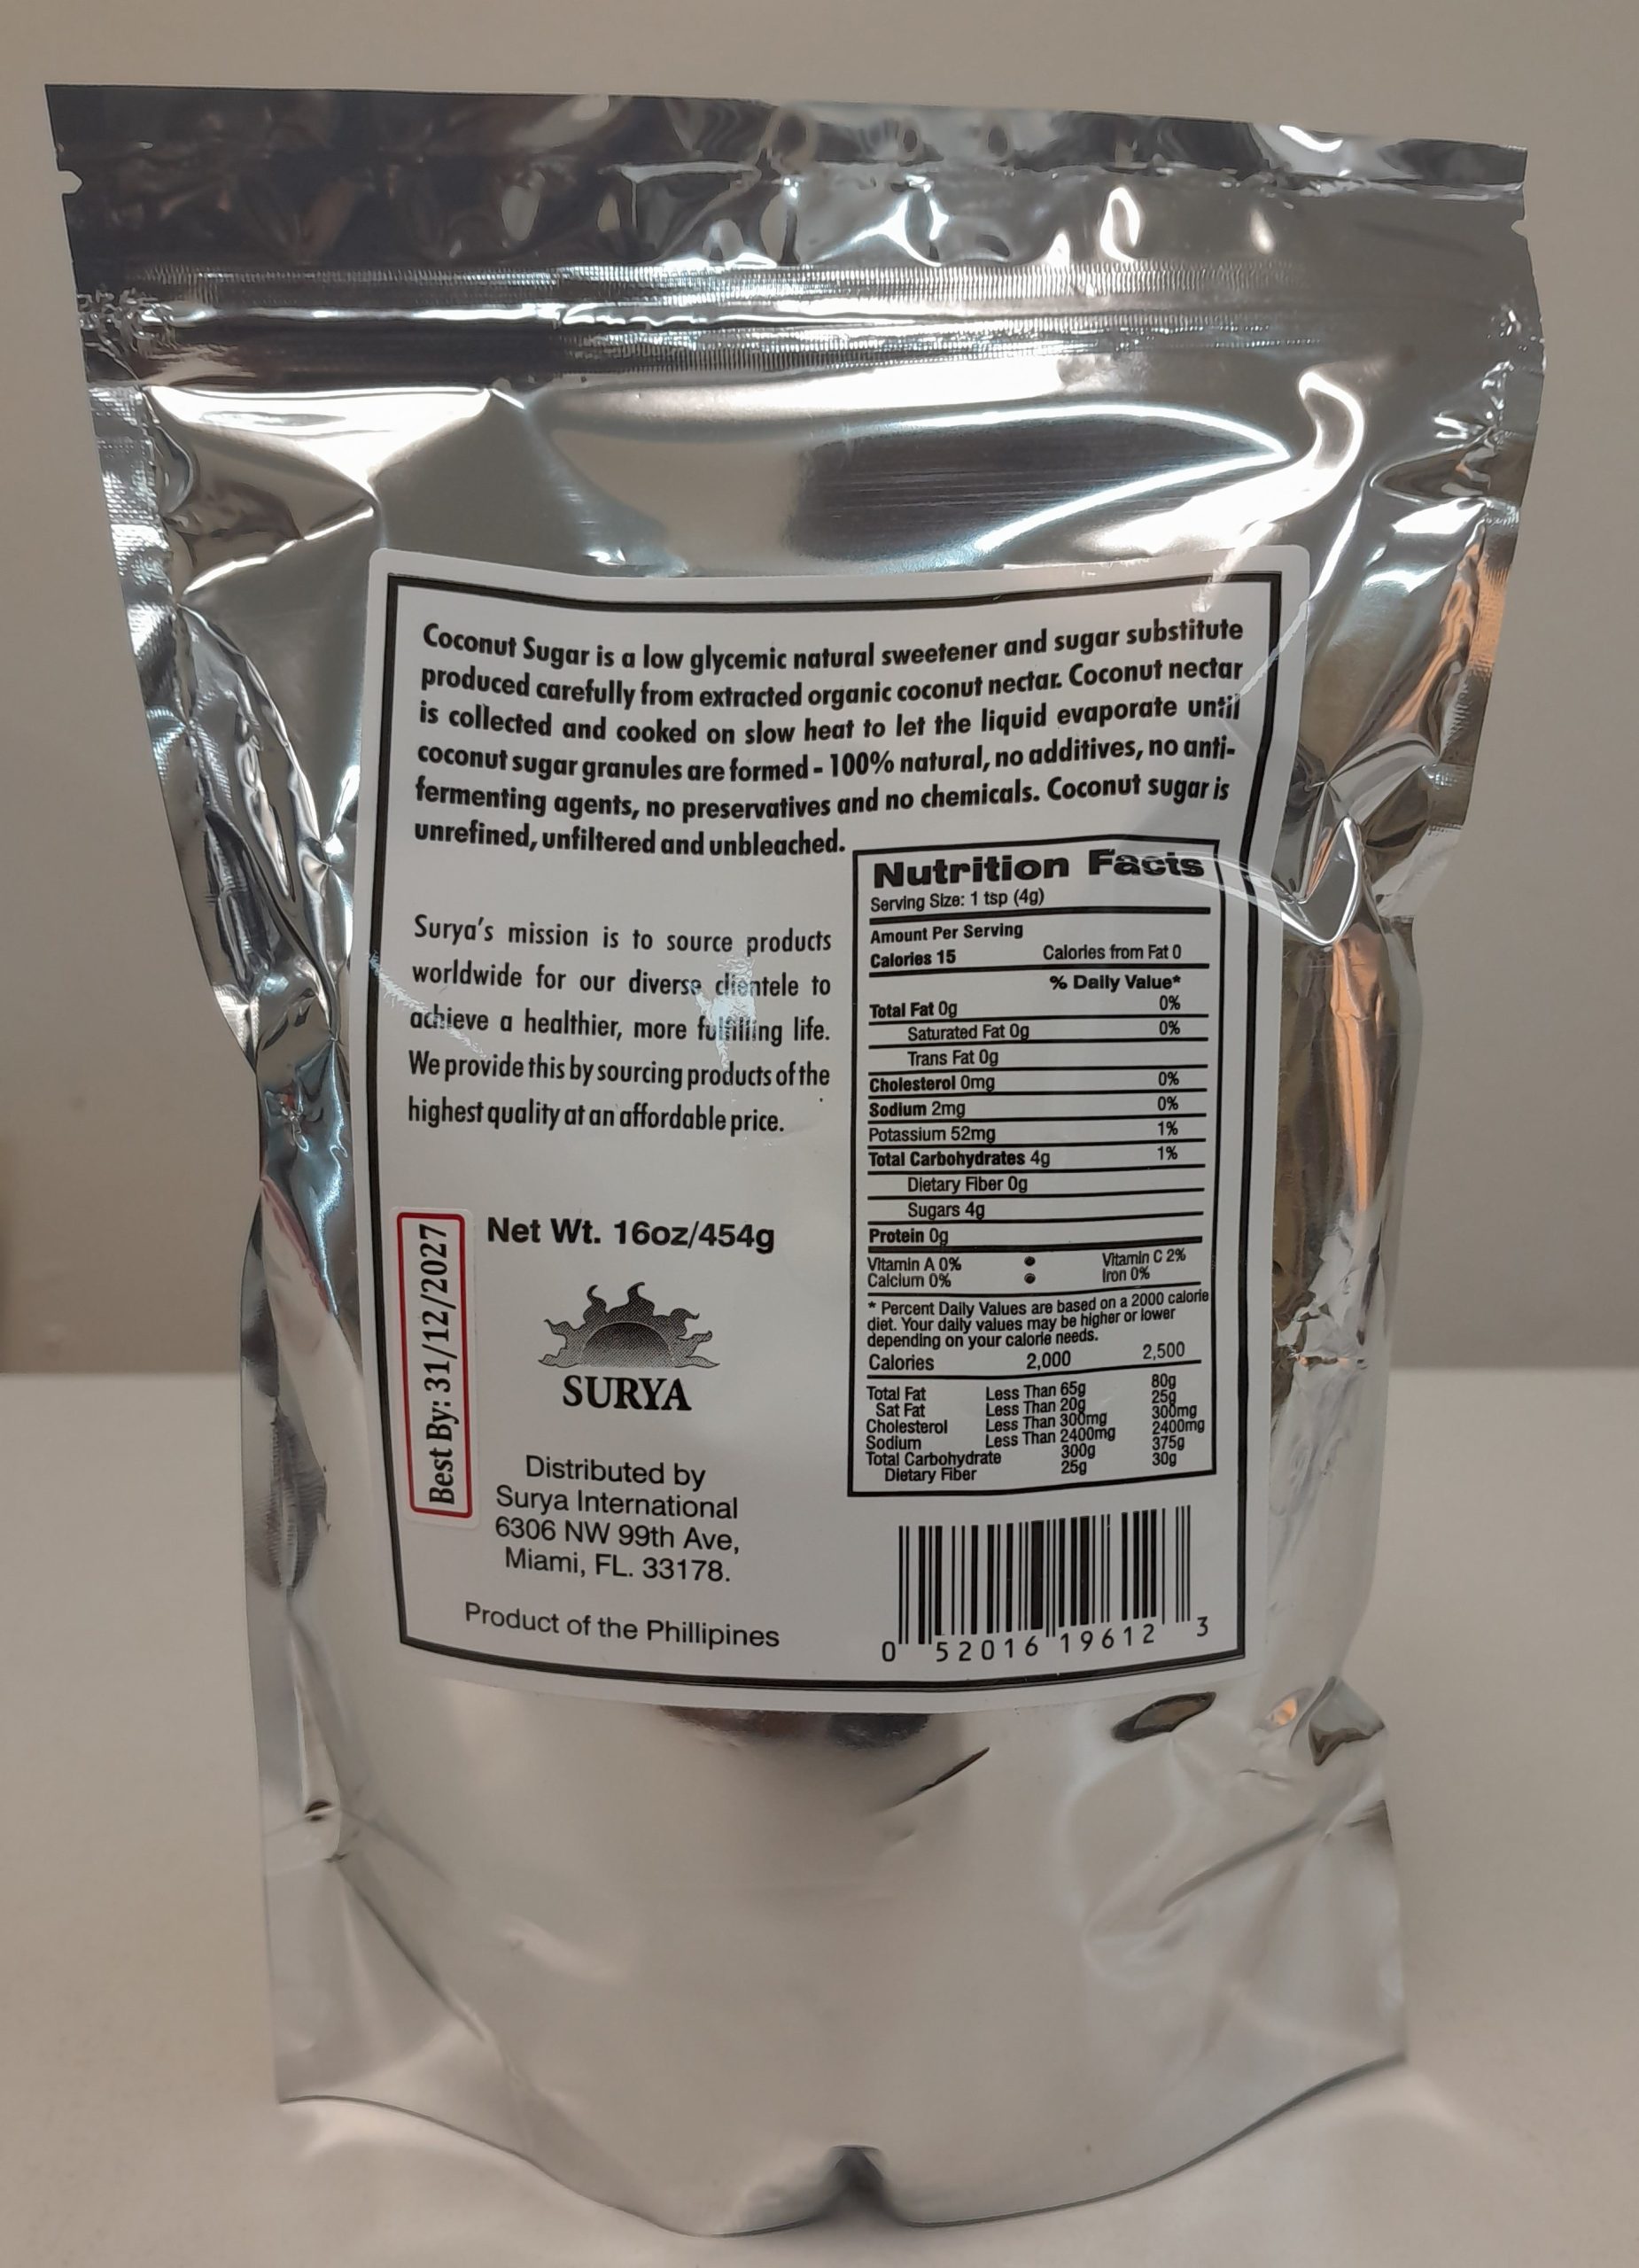 Coconut Sugar is a low glycemic natural sweetener and sugar substitute
produced carefully from extracted organic coconut nectar. Coconut nectar
is collected and cooked on slow heat to let the liquid evaporate until
coconut sugar granules are formed - 100% natural, no additives, no anti-
fermenting agents, no preservatives and no chemicals. Coconut sugar is
unrefined, unfiltered and unbleached.
Surya's mission is to source products
worldwide for our diverse clientele to
achieve a healthier, more fulfilling life.
We provide this by sourcing products of the
highest quality at an affordable price.
Best By: 31/12/2027
Net Wt. 16oz/454g
SURYA
Distributed by
Surya International
6306 NW 99th Ave,
Miami, FL. 33178.
Product of the Phillipines
Nutrition Facts
Serving Size: 1 tsp (4g)
Amount Per Serving
Calories 15 Calories from Fat 0
% Daily Value*
Total Fat 0g 0%
Saturated Fat 0g 0%
Trans Fat 0g
Cholesterol 0mg 0%
Sodium 2mg 0%
Potassium 52mg 1%
Total Carbohydrates 4g 1%
Dietary Fiber 0g
Sugars 4g
Protein 0g
Vitamin A 0% • Vitamin C 2%
Calcium 0% • Iron 0%
* Percent Daily Values are based on a 2000 calorie
diet. Your daily values may be higher or lower
depending on your calorie needs.
Calories 2,000 2,500
Total Fat Less Than 65g 80g
Sat Fat Less Than 20g 25g
Cholesterol Less Than 300mg 300mg
Sodium Less Than 2400mg 2400mg
Total Carbohydrate 300g 375g
Dietary Fiber 25g 30g
0 52016 19612 3